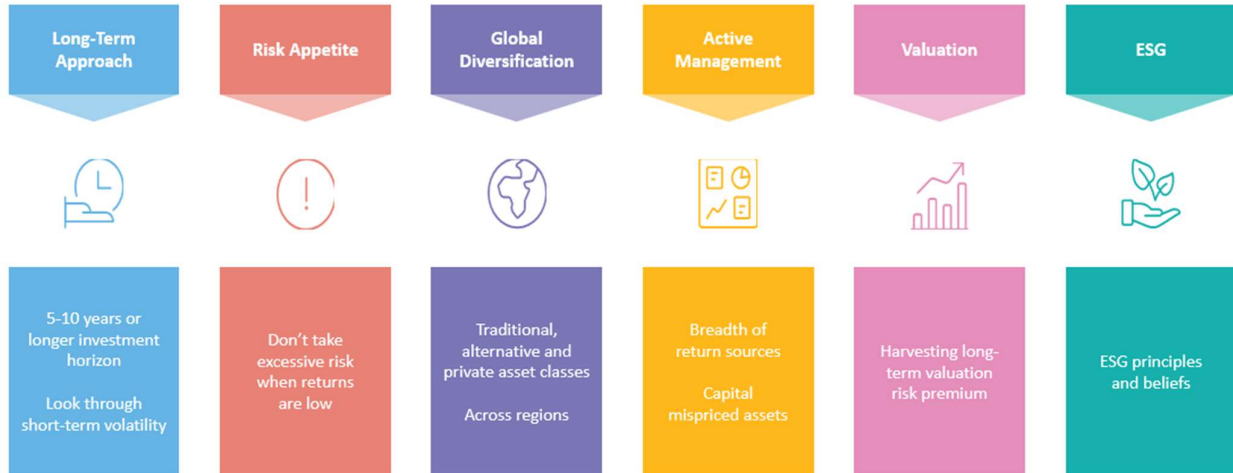 Long-Term
Approach
Risk Appetite
Global
Diversification
Active
Management
Valuation
ESG
5-10 years or
longer investment
horizon
Look through
short-term volatility
Don't take
excessive risk
when returns
are low
Traditional,
alternative and
private asset classes
Across regions
Breadth of
return sources
Capital
mispriced assets
Harvesting long-
term valuation
risk premium
ESG principles
and beliefs